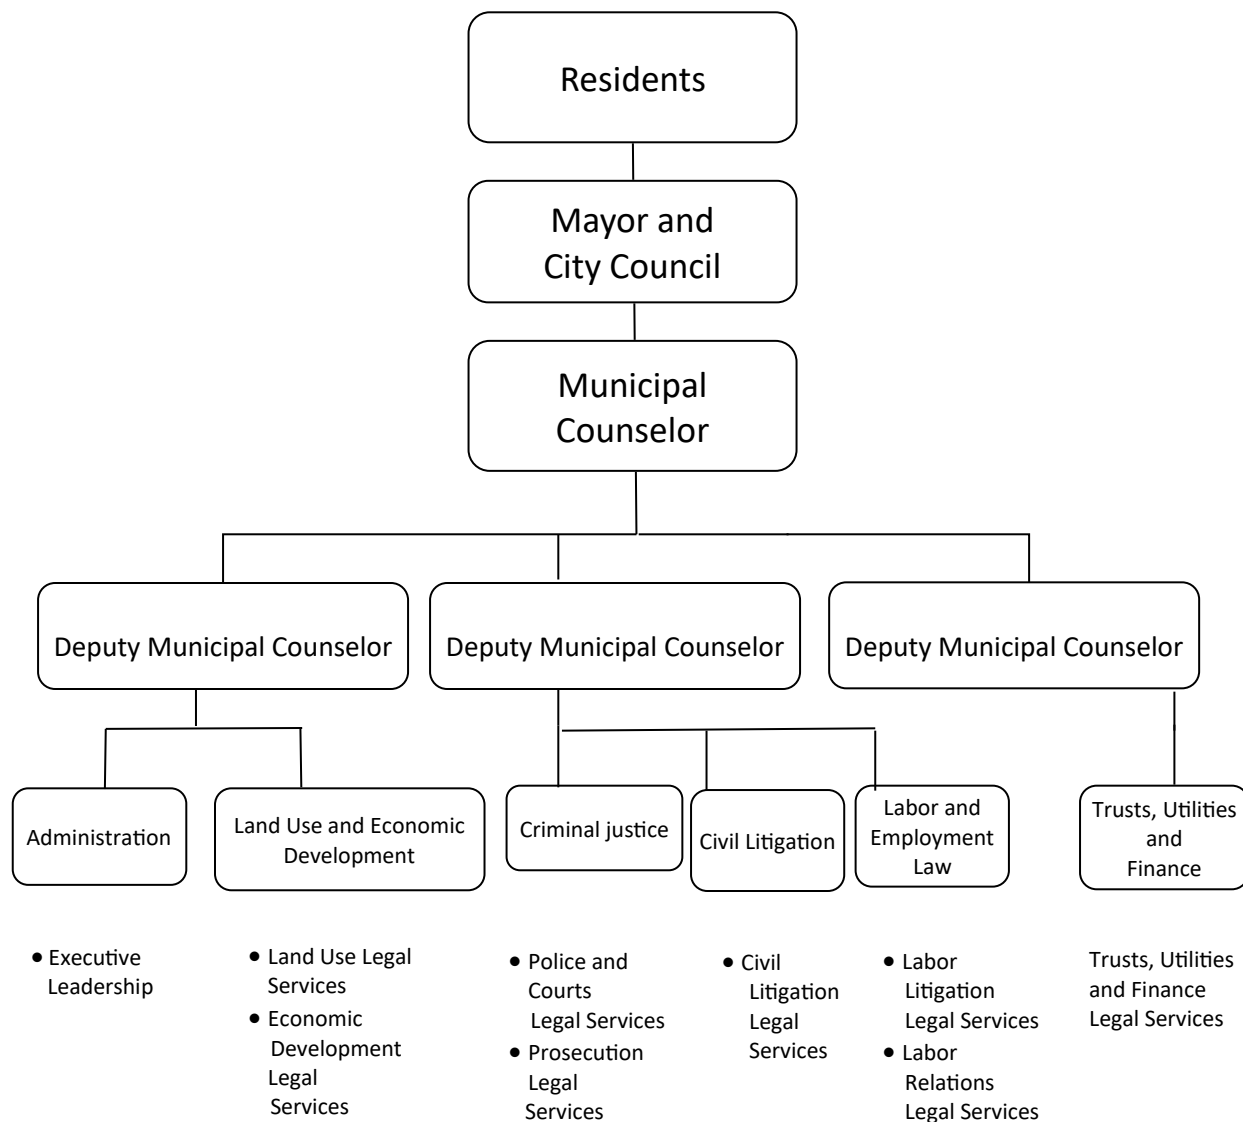 Residents
Mayor and
City Council
Municipal
Counselor
Deputy Municipal Counselor
Deputy Municipal Counselor
Deputy Municipal Counselor
Administration
Land Use and Economic
Development
Criminal justice
Civil Litigation
Labor and
Employment
Law
Trusts, Utilities
and
Finance
• Executive
Leadership
• Land Use Legal
Services
• Economic
Development
Legal
Services
• Police and
Courts
Legal Services
• Prosecution
Legal
Services
• Civil
Litigation
Legal
Services
• Labor
Litigation
Legal Services
• Labor
Relations
Legal Services
Trusts, Utilities
and Finance
Legal Services